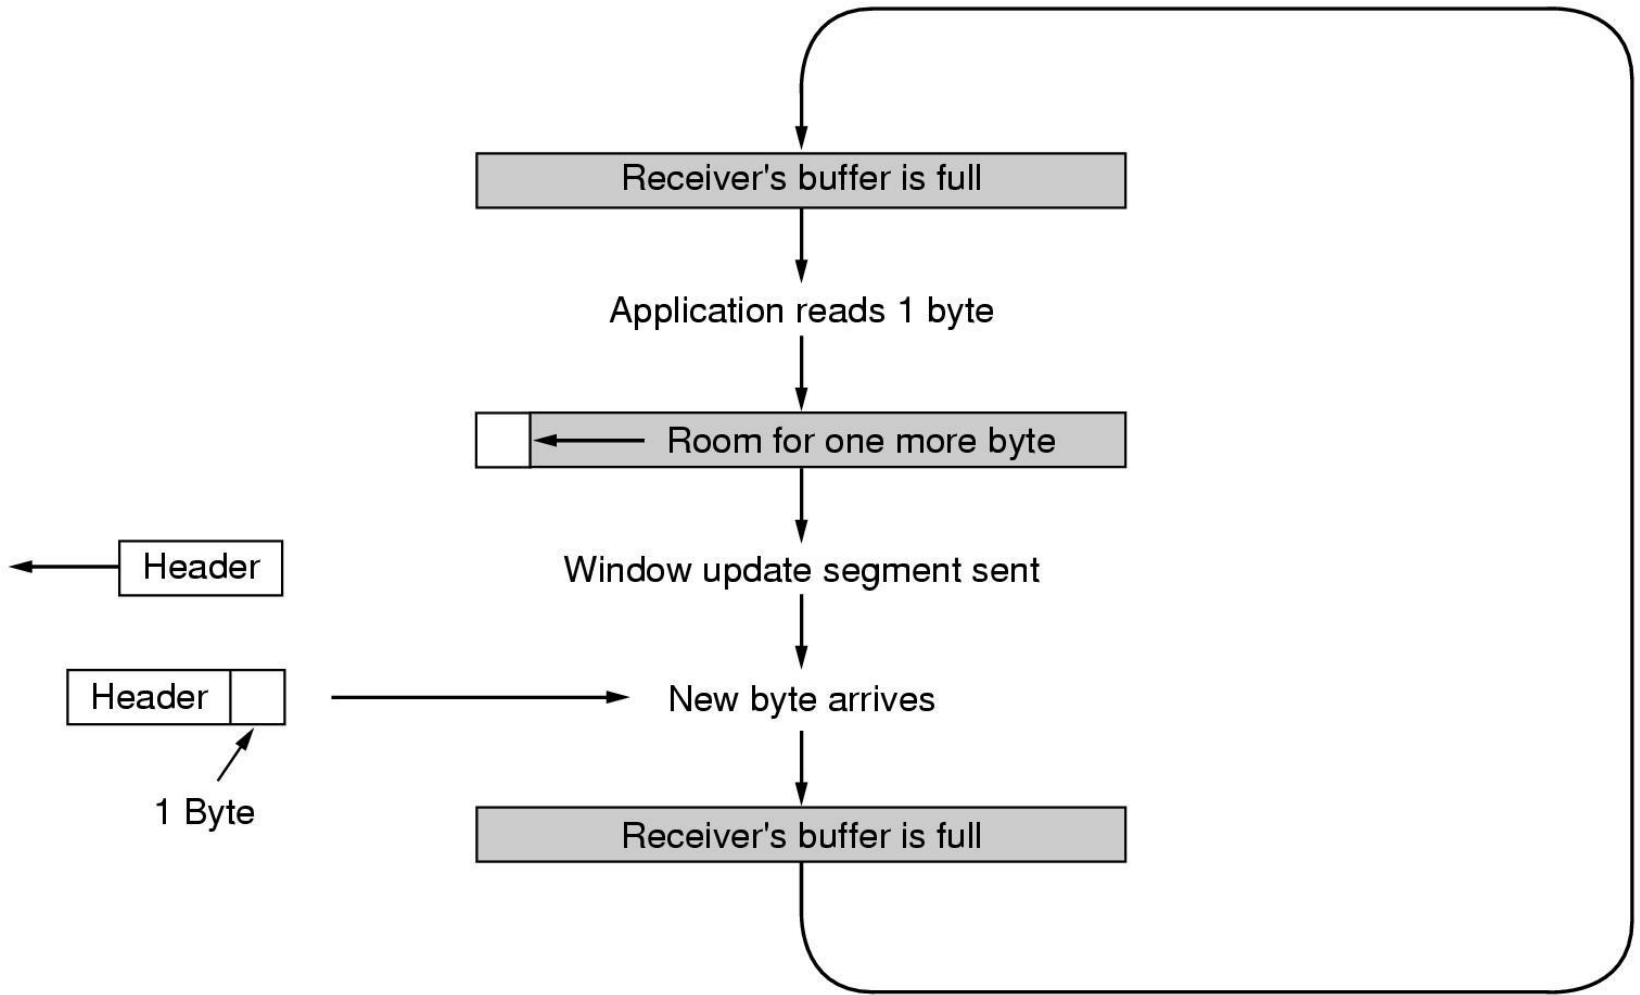 Receiver's buffer is full
Application reads 1 byte
Room for one more byte
Header
Window update segment sent
Header
New byte arrives
1 Byte
Receiver's buffer is full